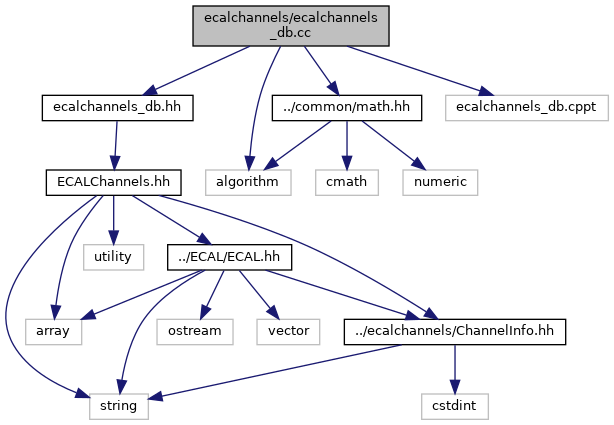 ecalchannels/ecalchannels
_db.cc
ecalchannels_db.hh
../common/math.hh
ecalchannels_db.cppt
ECALChannels.hh
algorithm
cmath
numeric
utility
../ECAL/ECAL.hh
array
ostream
vector
../ecalchannels/ChannelInfo.hh
string
cstdint